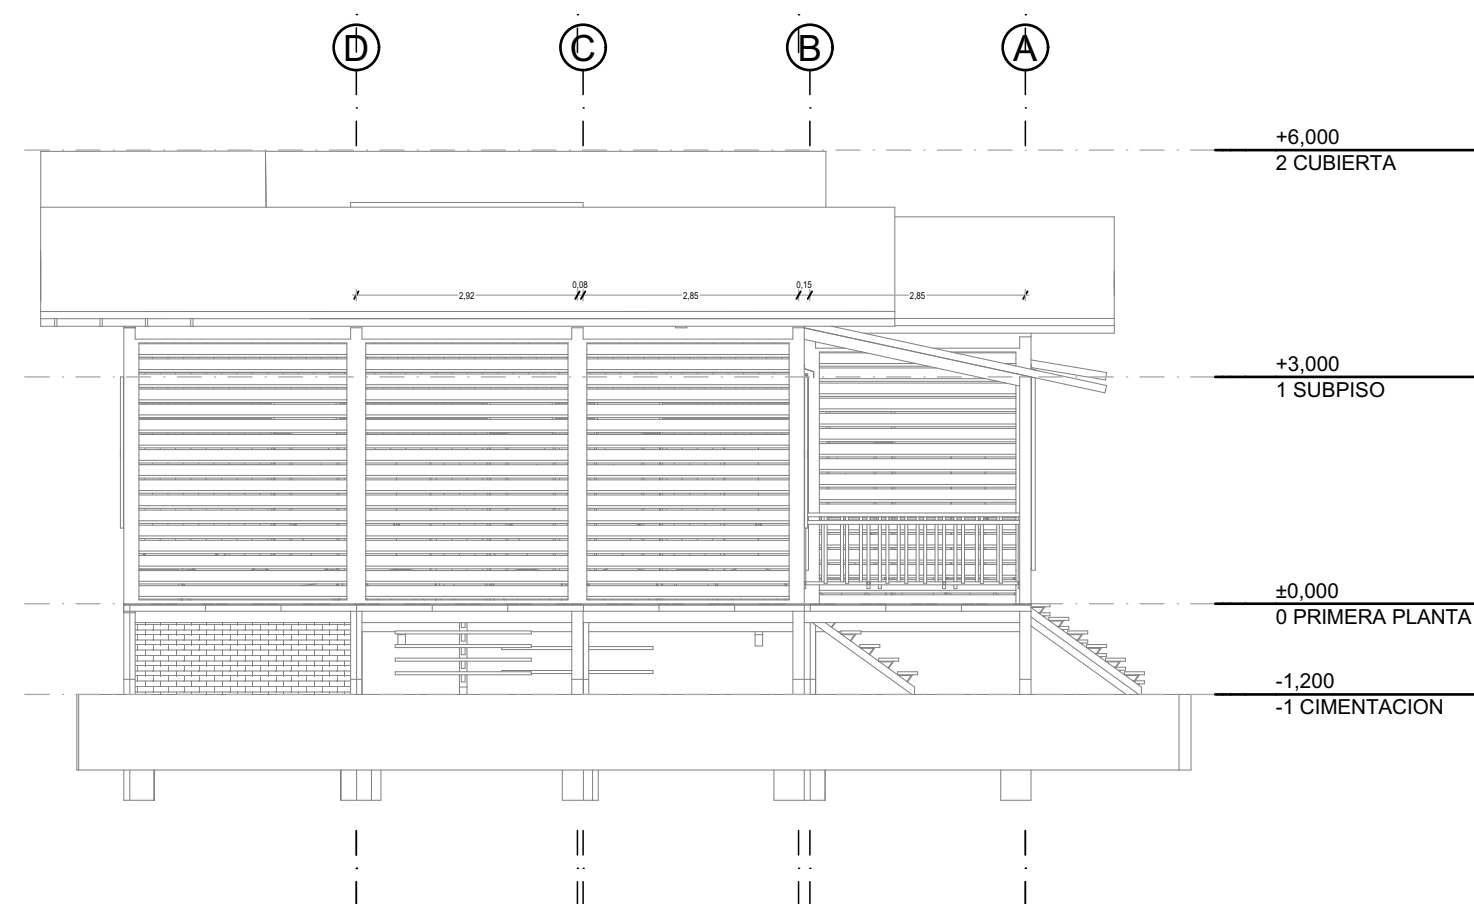 D C B A
+6,000
2 CUBIERTA
2,92 0,08 2,85 0,15 2,85
+3,000
1 SUBPISO
±0,000
0 PRIMERA PLANTA
-1,200
-1 CIMENTACION